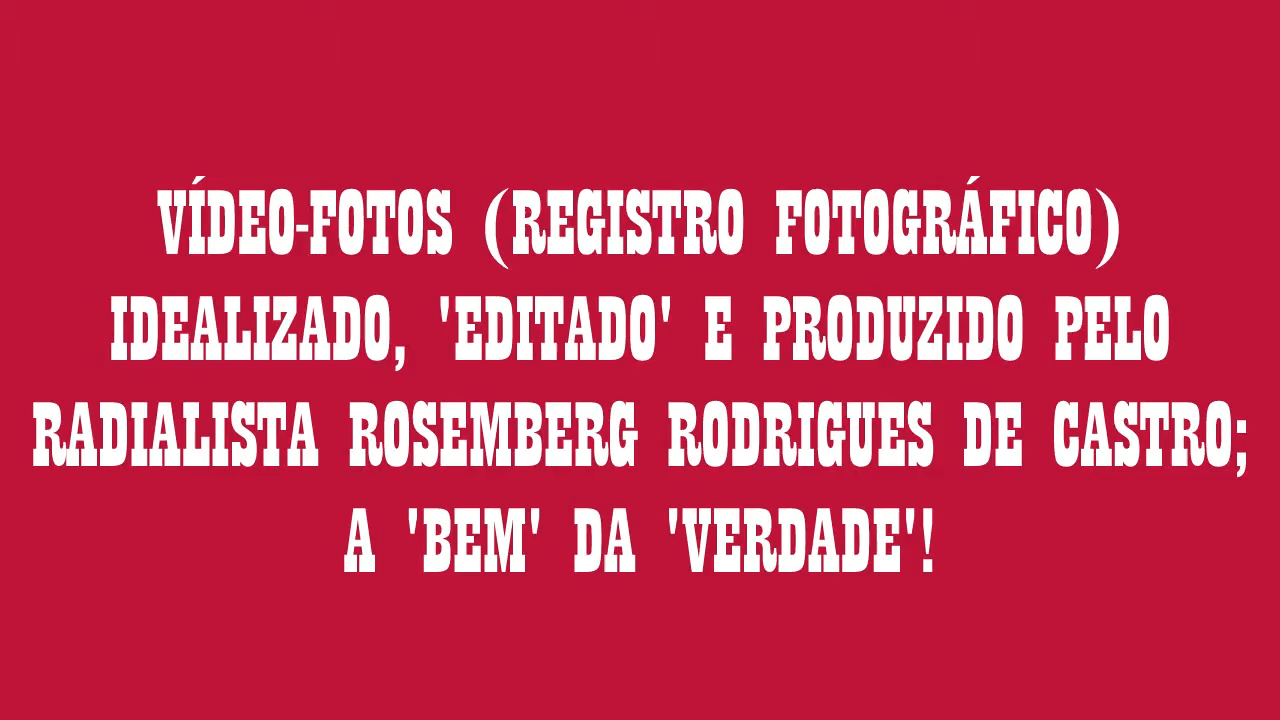 VÍDEO-FOTOS (REGISTRO FOTOGRÁFICO)
IDEALIZADO, 'EDITADO' E PRODUZIDO PELO
RADIALISTA ROSEMBERG RODRIGUES DE CASTRO;
A 'BEM' DA 'VERDADE'!